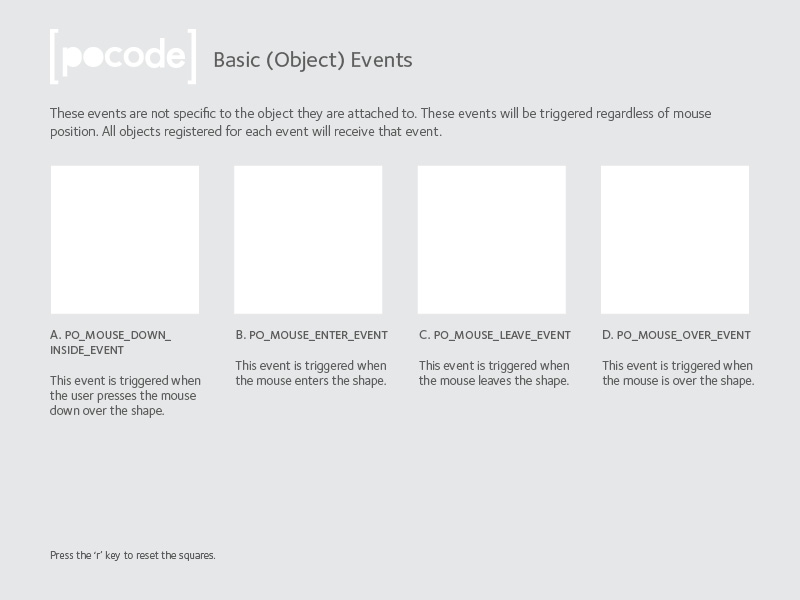 [pocode] Basic (Object) Events
These events are not specific to the object they are attached to. These events will be triggered regardless of mouse
position. All objects registered for each event will receive that event.
A. PO_MOUSE_DOWN_
INSIDE_EVENT
This event is triggered when
the user presses the mouse
down over the shape.
B. PO_MOUSE_ENTER_EVENT
This event is triggered when
the mouse enters the shape.
C. PO_MOUSE_LEAVE_EVENT
This event is triggered when
the mouse leaves the shape.
D. PO_MOUSE_OVER_EVENT
This event is triggered when
the mouse is over the shape.
Press the ‘r’ key to reset the squares.